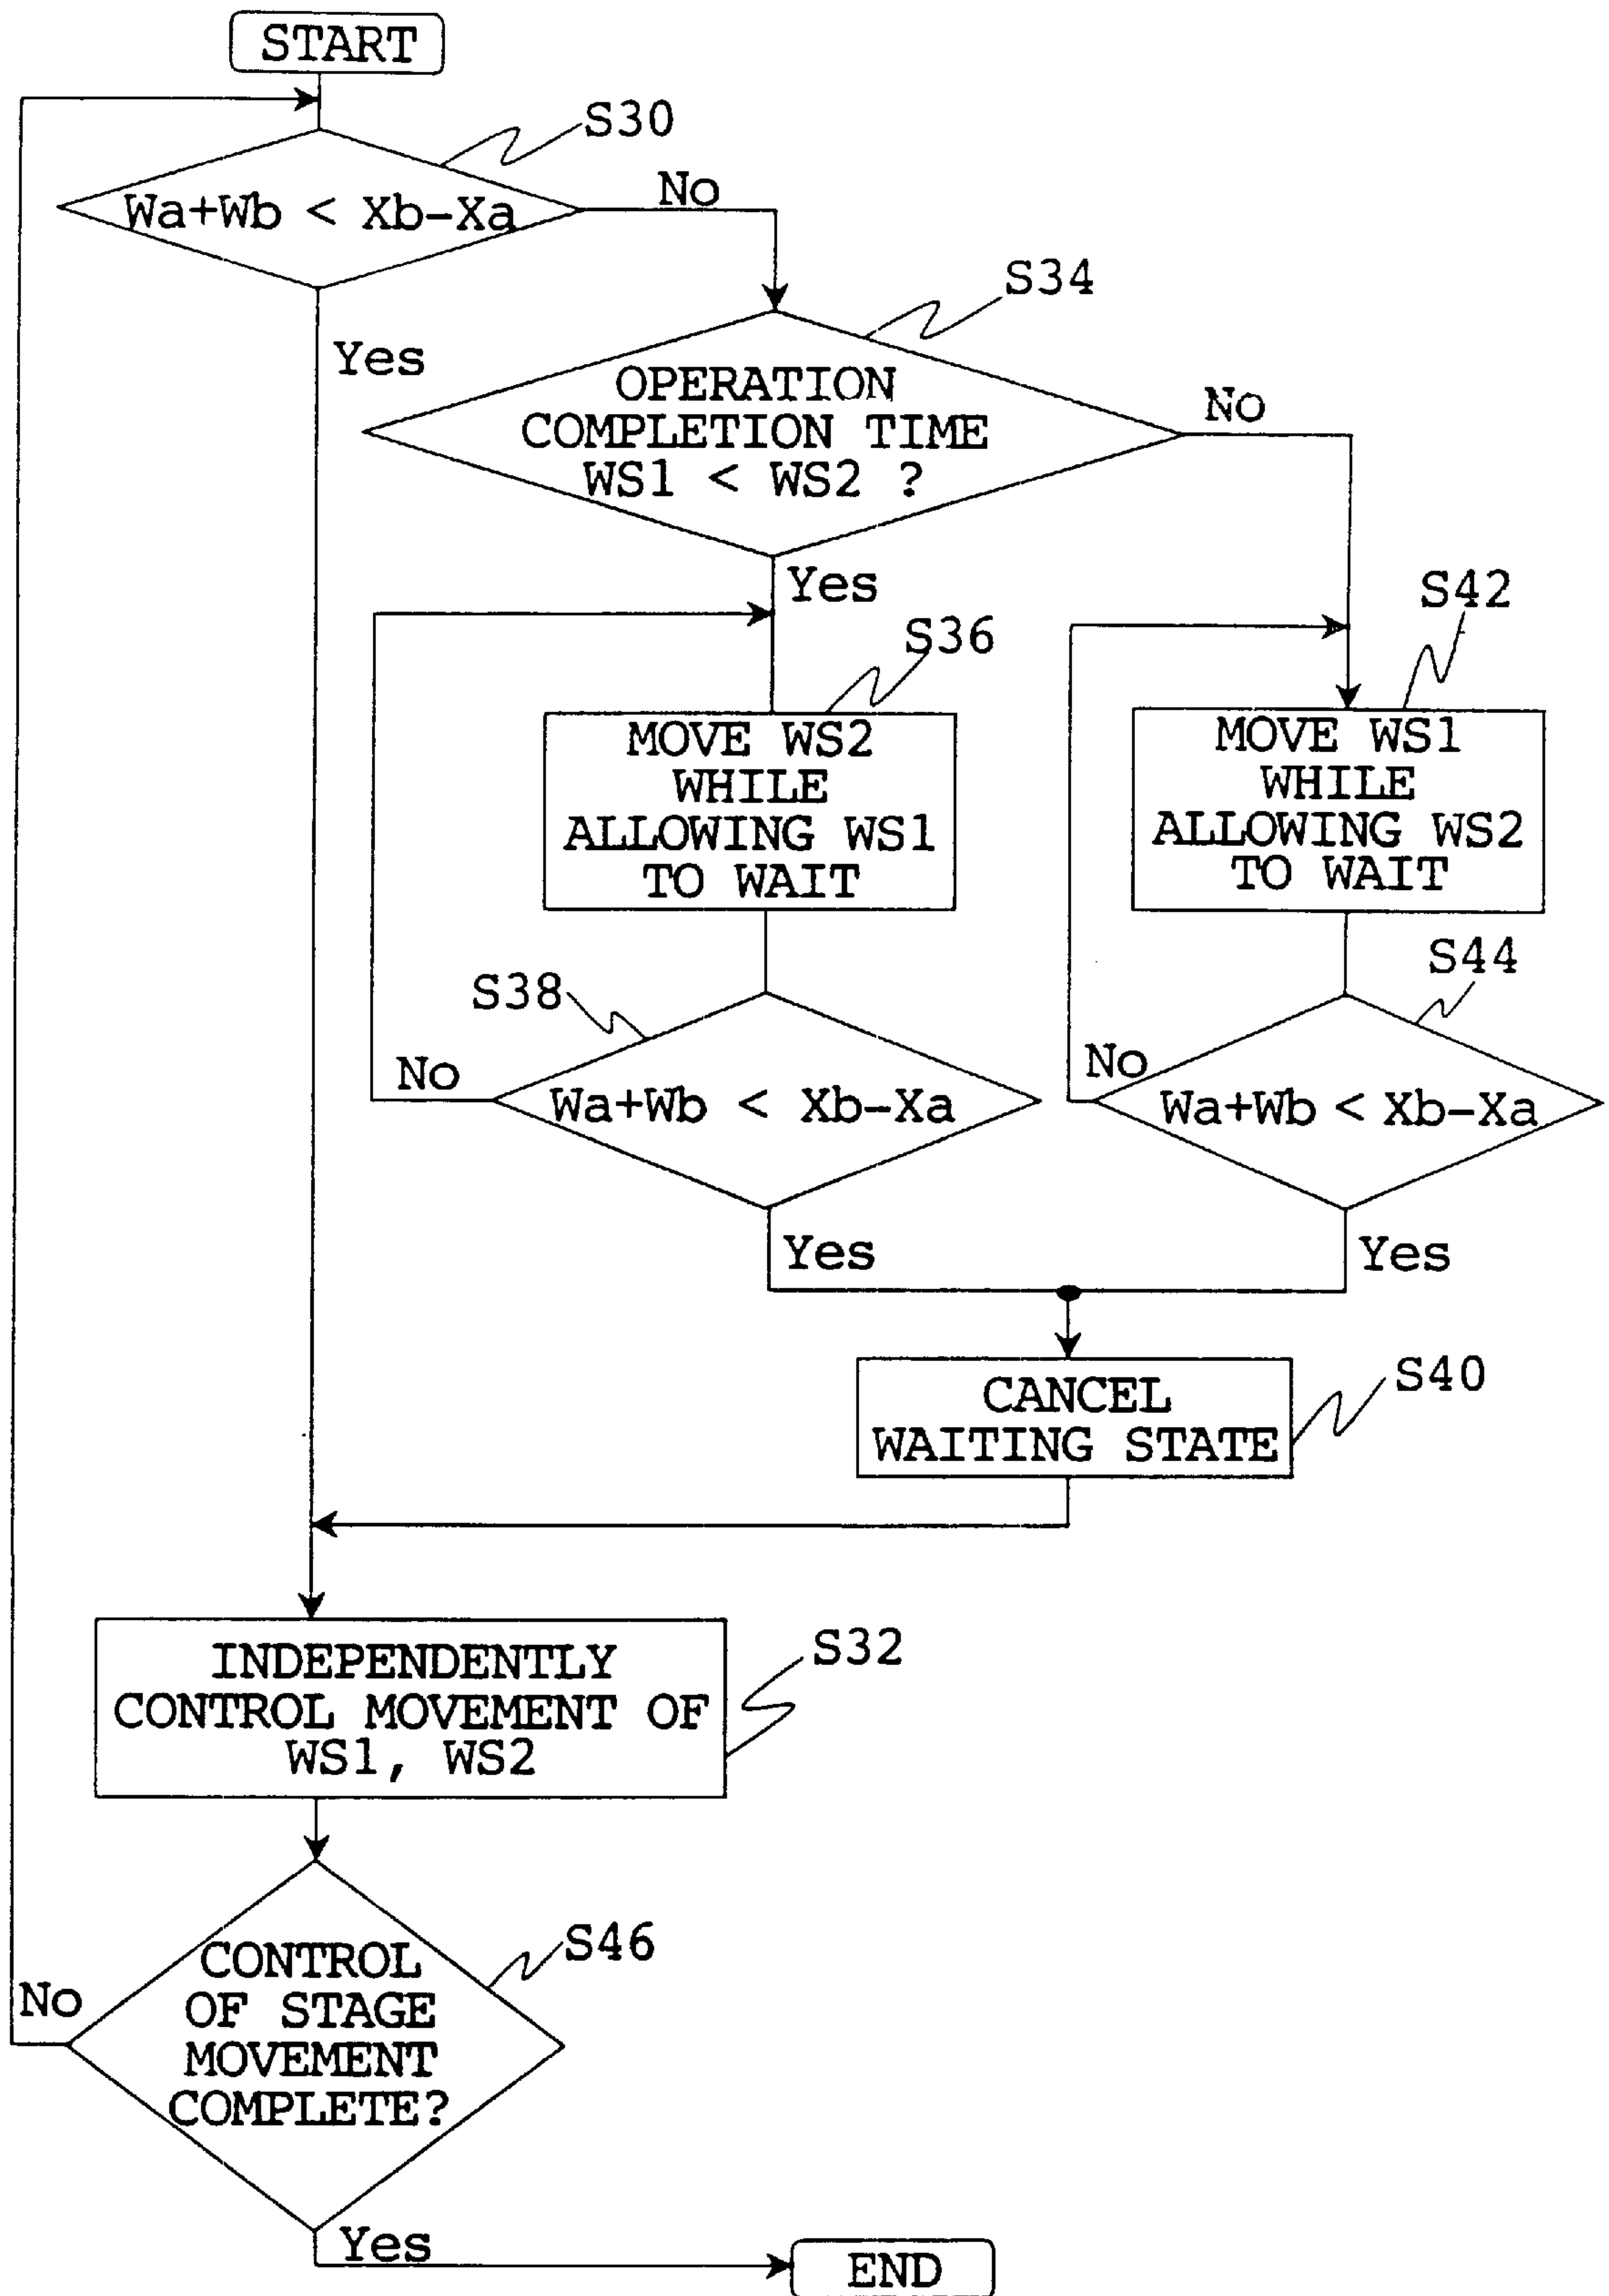 START
S30
Wa+Wb < Xb-Xa
No
S34
Yes
OPERATION
COMPLETION TIME
WS1 < WS2 ?
No
Yes
S42
S36
MOVE WS2
WHILE
ALLOWING WS1
TO WAIT
MOVE WS1
WHILE
ALLOWING WS2
TO WAIT
S38
S44
No
Wa+Wb < Xb-Xa
No
Wa+Wb < Xb-Xa
Yes
Yes
CANCEL
WAITING STATE
S40
INDEPENDENTLY
CONTROL MOVEMENT OF
WS1, WS2
S32
S46
CONTROL
OF STAGE
MOVEMENT
COMPLETE?
No
Yes
END